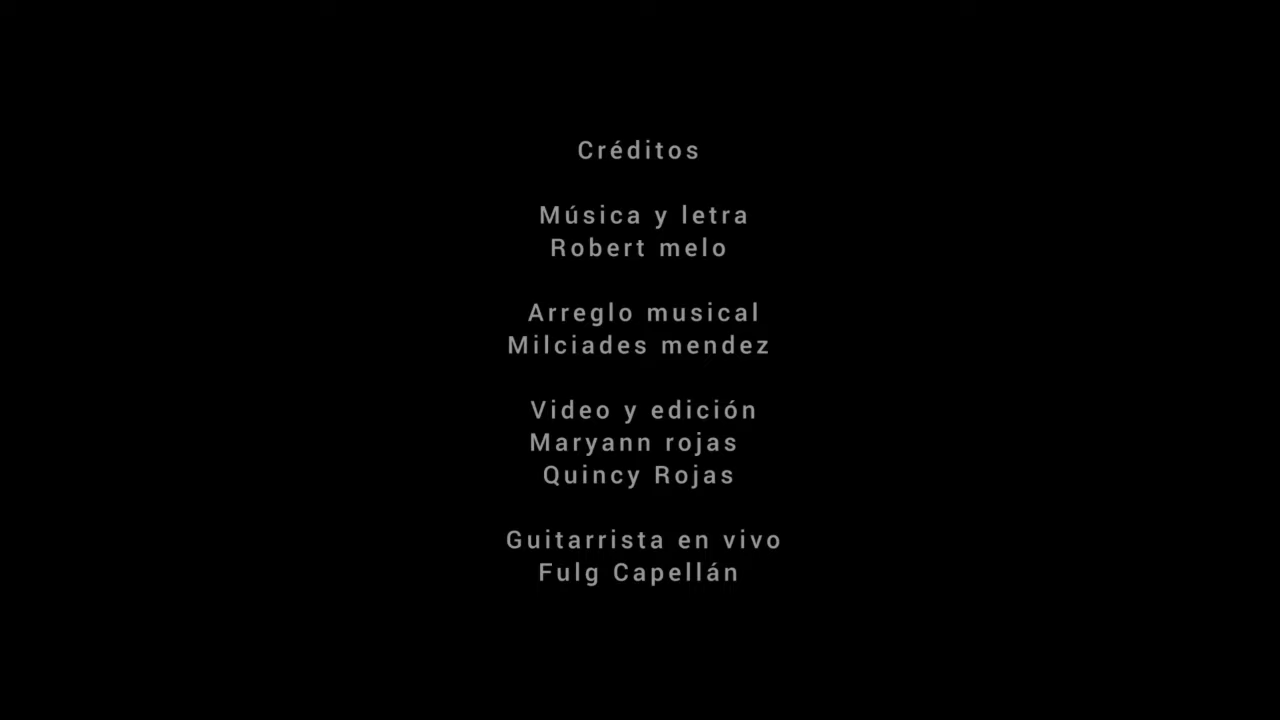 Créditos
Música y letra
Robert melo
Arreglo musical
Milciades mendez
Video y edición
Maryann rojas
Quincy Rojas
Guitarrista en vivo
Fulg Capellán